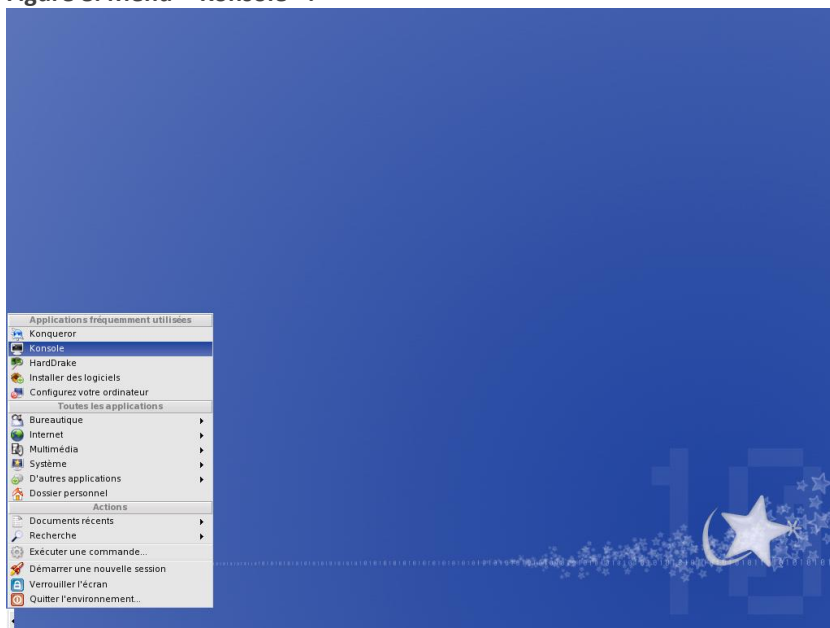 Applications fréquemment utilisées
Konqueror
Konsole
HardDrake
Installer des logiciels
Configurez votre ordinateur
Toutes les applications
Bureautique
Internet
Multimédia
Système
D'autres applications
Dossier personnel
Actions
Documents récents
Recherche
Exécuter une commande...
Démarrer une nouvelle session
Verrouiller l'écran
Quitter l'environnement...
10